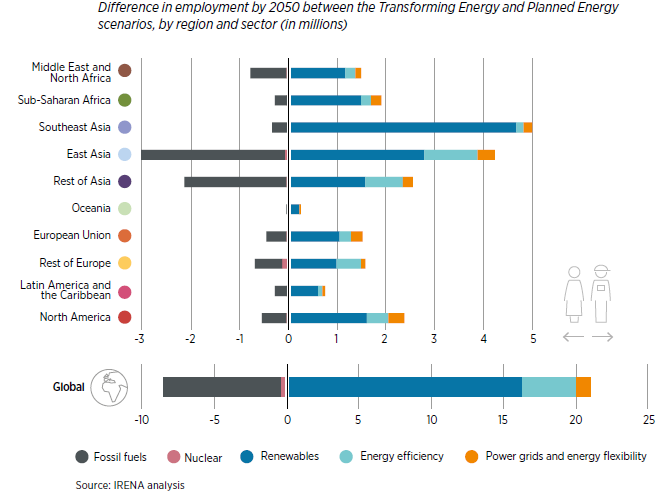 Difference in employment by 2050 between the Transforming Energy and Planned Energy
scenarios, by region and sector (in millions)
Middle East and
North Africa
Sub-Saharan Africa
Southeast Asia
East Asia
Rest of Asia
Oceania
European Union
Rest of Europe
Latin America and
the Caribbean
North America
-3 -2 -1 0 1 2 3 4 5
Global
-10 -5 0 5 10 15 20 25
Fossil fuels Nuclear Renewables Energy efficiency Power grids and energy flexibility
Source: IRENA analysis